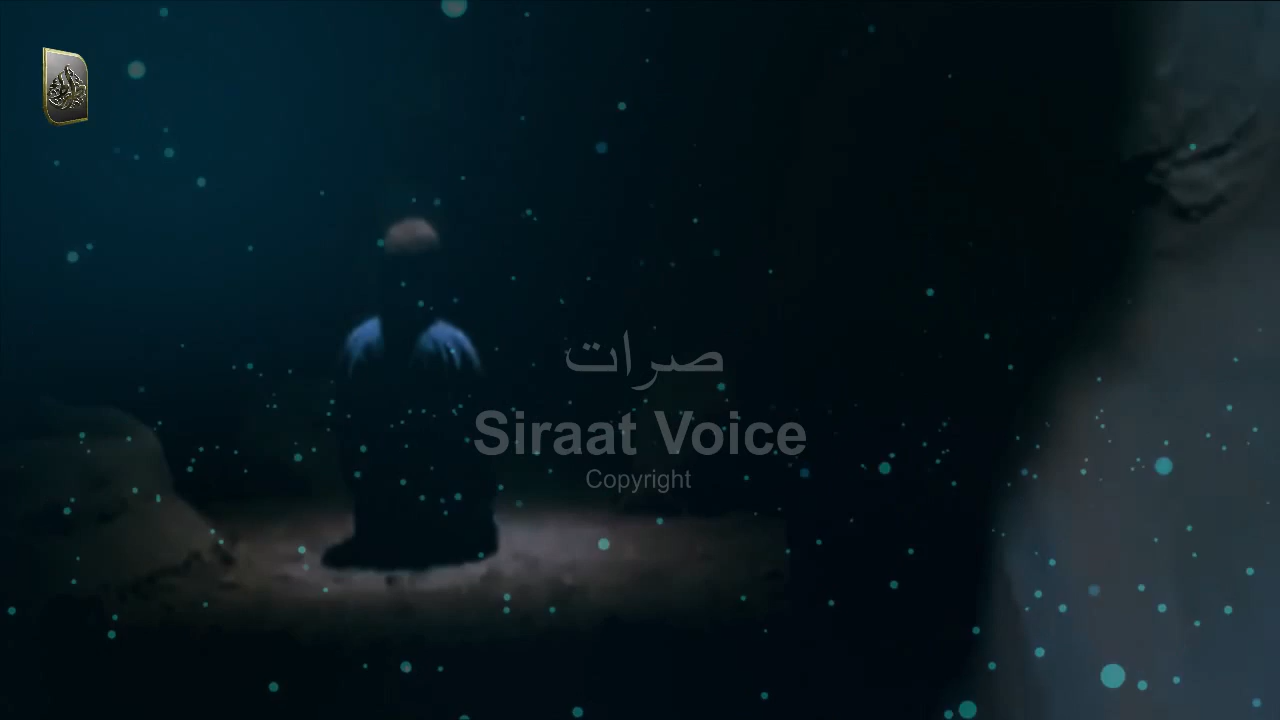 صرات
Siraat Voice
Copyright